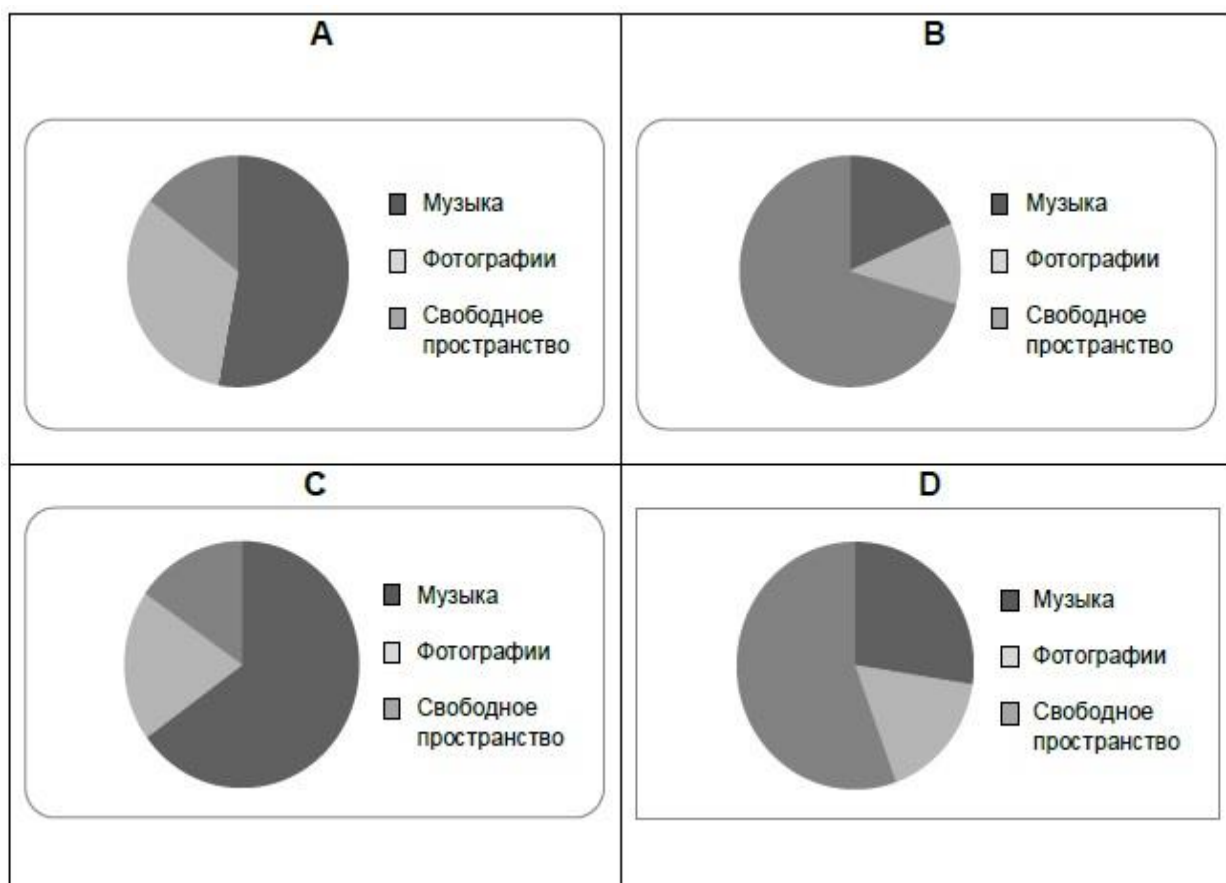 A
Музыка
Фотографии
Свободное
пространство
B
Музыка
Фотографии
Свободное
пространство
C
Музыка
Фотографии
Свободное
пространство
D
Музыка
Фотографии
Свободное
пространство